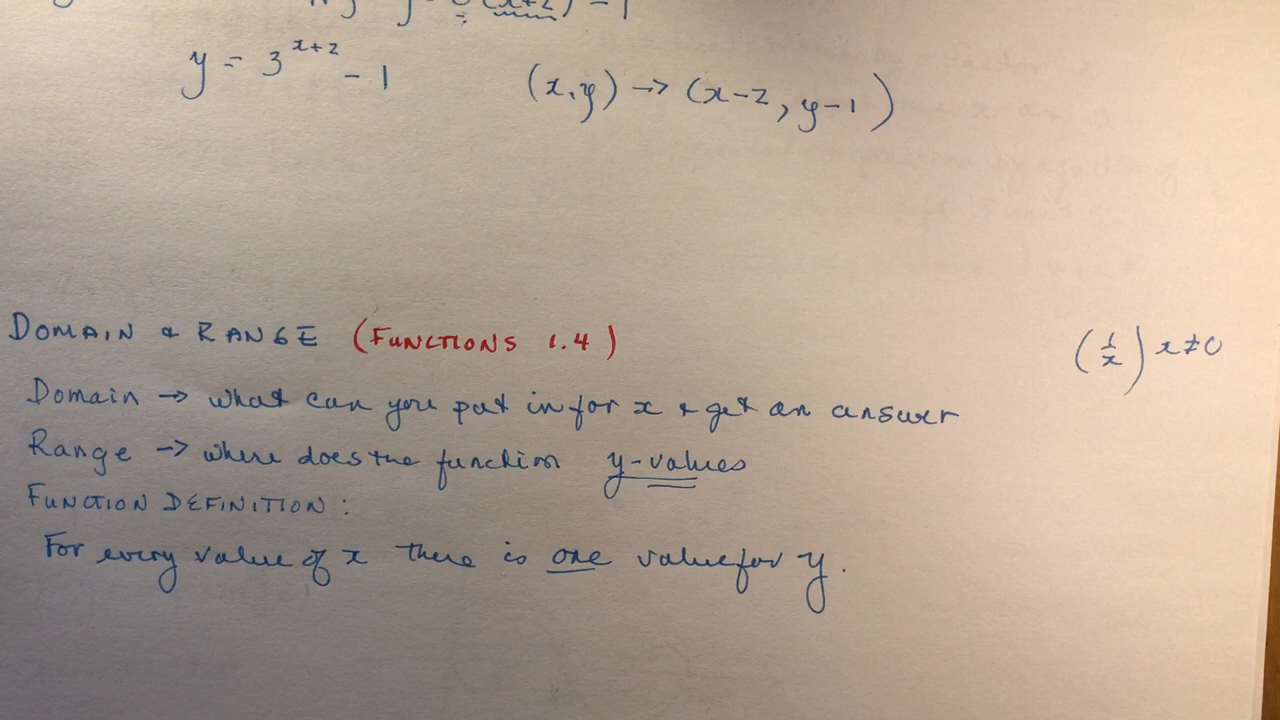 (x+2) - 1
y = 3^{x+2} - 1
(x,y) → (x-2, y-1)
DOMAIN & RANGE (FUNCTIONS 1.4)
(1/x) x≠0
Domain → what can you put in for x & get an answer
Range → where does the function y-values
FUNCTION DEFINITION:
For every value of x there is one value for y.